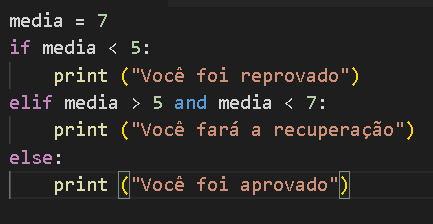 media = 7
if media < 5:
    print ("Você foi reprovado")
elif media > 5 and media < 7:
    print ("Você fará a recuperação")
else:
    print ("Você foi aprovado")